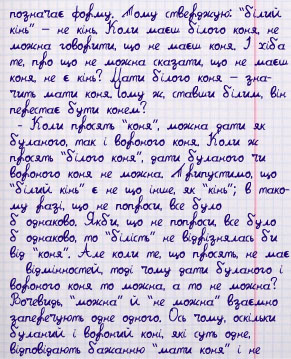 позначає форму. Тому стверджую: "білий
кінь" – не кінь. Коли маєш білого коня, не
можна говорити, що не маєш коня. І хіба
те, про що не можна сказати, що не маєш
коня, не є кінь? Мати білого коня – зна-
чить мати коня. Чому ж, ставши білим, він
перестає бути конем?
- Коли просять "коня", можна дати як
буланого, так і вороного коня. Коли ж
просять "білого коня", дати буланого чи
вороного коня не можна. Припустимо, що
"білий кінь" є не що інше, як "кінь"; в тако-
му разі, що не попроси, все було
б однаково. Якби, що не попроси, все було
б однаково, то "білість" не відрізнялась би
від "коня". Але коли те, що просять, не має
відмінностей, тоді чому дати буланого і
вороного коня то можна, а то не можна?
Вочевидь, "можна" й "не можна" взаємно
заперечують одне одного. Ось чому, оскільки
буланий і вороний коні, які суть одне,
відповідають бажанню "мати коня" і не